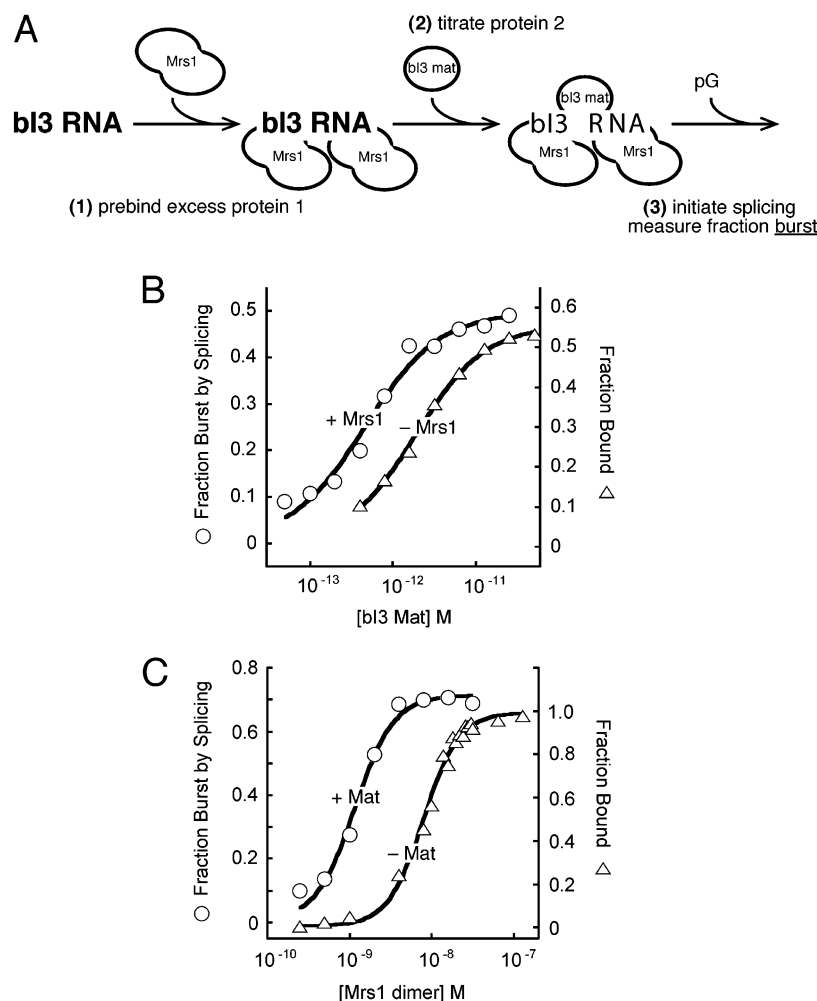 A
(2) titrate protein 2
Mrs1
bI3 mat
pG
bI3 RNA
bI3 RNA
Mrs1
Mrs1
bI3 mat
bI3 RNA
Mrs1
Mrs1
(1) prebind excess protein 1
(3) initiate splicing
measure fraction burst
B
Fraction Burst by Splicing
0.5
0.4
0.3
0.2
0.1
0
+ Mrs1
– Mrs1
0.6
0.5
0.4
0.3
0.2
0.1
0
Fraction Bound
10-13
10-12
10-11
[bI3 Mat] M
C
Fraction Burst by Splicing
0.8
0.6
0.4
0.2
0
+ Mat
– Mat
1.0
0.8
0.6
0.4
0.2
0
Fraction Bound
10-10
10-9
10-8
10-7
[Mrs1 dimer] M